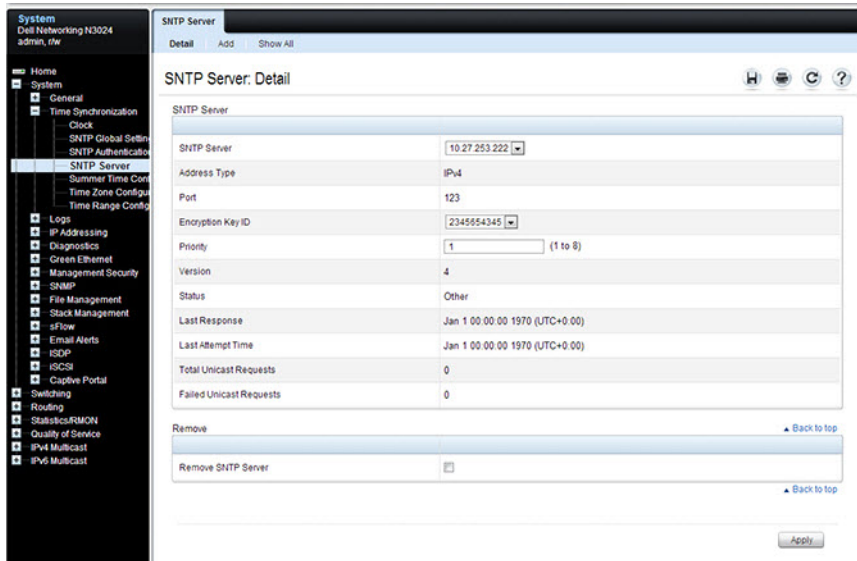 System
Dell Networking N3024
admin, r/w
Home
System
General
Time Synchronization
Clock
SNTP Global Settin
SNTP Authenticatio
SNTP Server
Summer Time Cont
Time Zone Configu
Time Range Config
Logs
IP Addressing
Diagnostics
Green Ethernet
Management Security
SNMP
File Management
Stack Management
sFlow
Email Alerts
ISDP
iSCSI
Captive Portal
Switching
Routing
Statistics/RMON
Quality of Service
IPv4 Multicast
IPv6 Multicast
SNTP Server
Detail Add Show All
SNTP Server: Detail
SNTP Server
SNTP Server 10.27.253.222
Address Type IPv4
Port 123
Encryption Key ID 2345654345
Priority 1 (1 to 8)
Version 4
Status Other
Last Response Jan 1 00:00:00 1970 (UTC+0:00)
Last Attempt Time Jan 1 00:00:00 1970 (UTC+0:00)
Total Unicast Requests 0
Failed Unicast Requests 0
Remove Back to top
Remove SNTP Server
Back to top
Apply